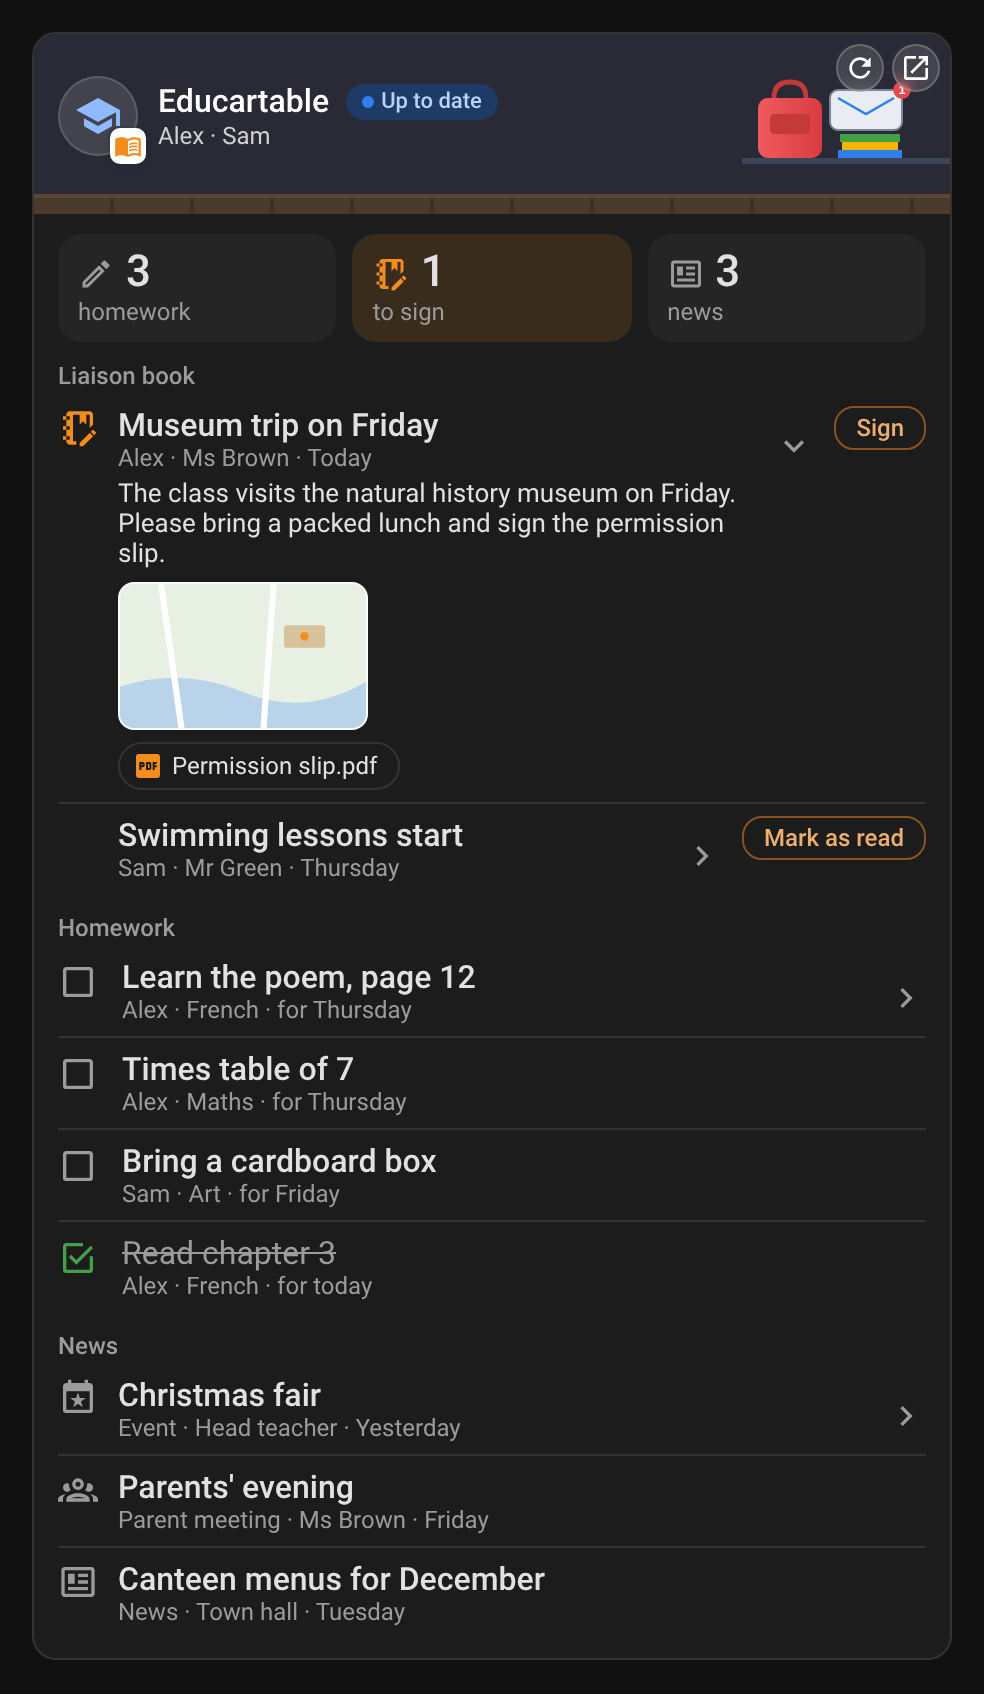 Educartable
Up to date
Alex · Sam
1
3
homework
1
to sign
3
news
Liaison book
Museum trip on Friday
Sign
Alex · Ms Brown · Today
The class visits the natural history museum on Friday.
Please bring a packed lunch and sign the permission
slip.
PDF
Permission slip.pdf
Swimming lessons start
Mark as read
Sam · Mr Green · Thursday
Homework
Learn the poem, page 12
Alex · French · for Thursday
Times table of 7
Alex · Maths · for Thursday
Bring a cardboard box
Sam · Art · for Friday
Read chapter 3
Alex · French · for today
News
Christmas fair
Event · Head teacher · Yesterday
Parents' evening
Parent meeting · Ms Brown · Friday
Canteen menus for December
News · Town hall · Tuesday